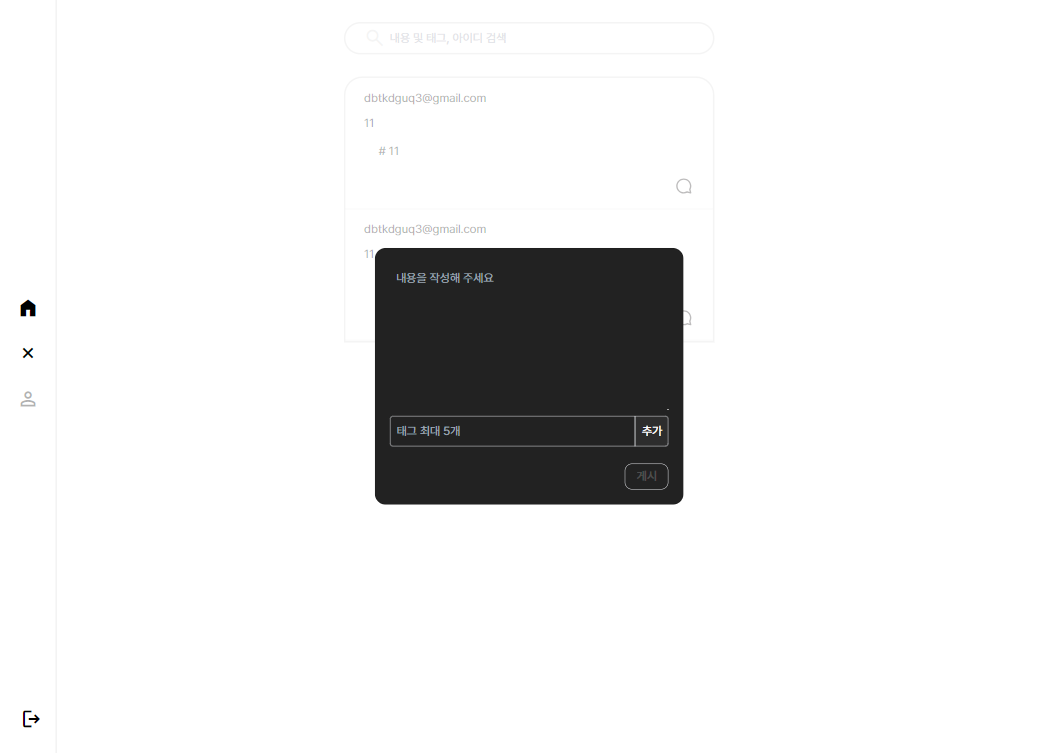 내용 및 태그, 아이디 검색
dbtkdguq3@gmail.com
11
# 11
dbtkdguq3@gmail.com
11
내용을 작성해 주세요
태그 최대 5개
추가
게시